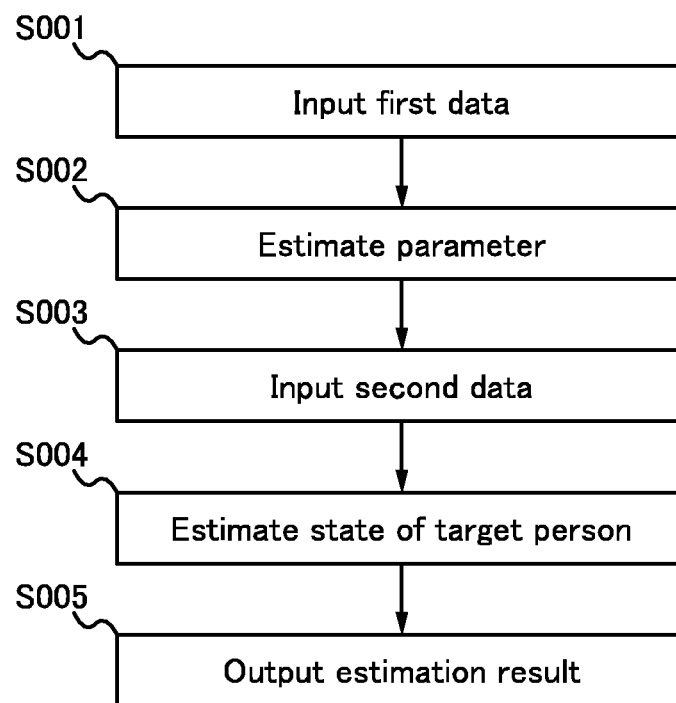 S001
Input first data
S002
Estimate parameter
S003
Input second data
S004
Estimate state of target person
S005
Output estimation result